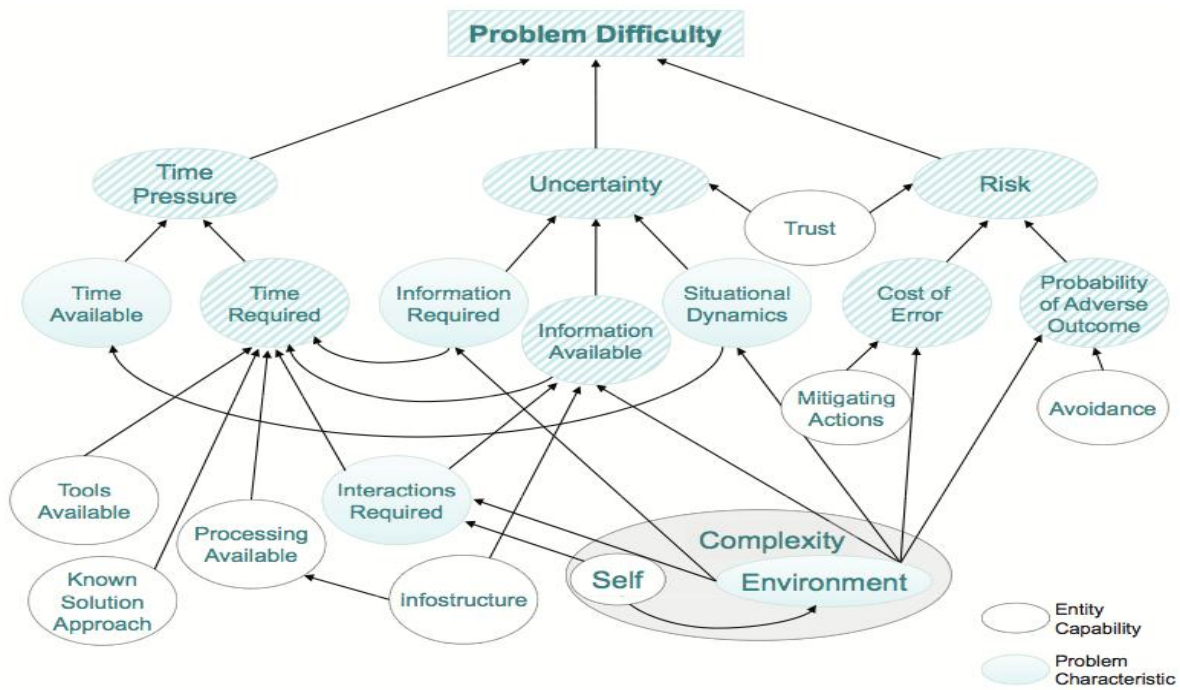 Problem Difficulty
Time
Pressure
Uncertainty
Risk
Trust
Time
Available
Time
Required
Information
Required
Information
Available
Situational
Dynamics
Cost of
Error
Probability
of Adverse
Outcome
Mitigating
Actions
Avoidance
Tools
Available
Processing
Available
Interactions
Required
Known
Solution
Approach
infostructure
Complexity
Self
Environment
Entity
Capability
Problem
Characteristic